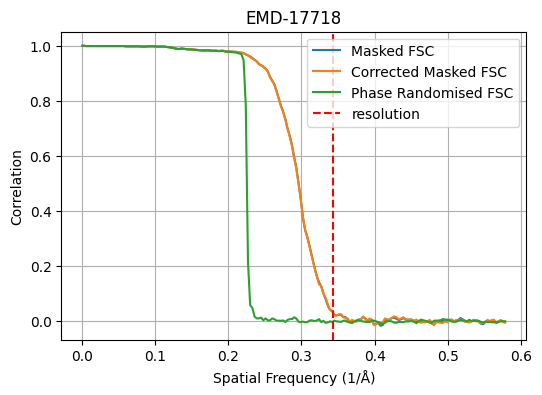 EMD-17718
Masked FSC
Corrected Masked FSC
Phase Randomised FSC
resolution
Correlation
1.0
0.8
0.6
0.4
0.2
0.0
0.0 0.1 0.2 0.3 0.4 0.5 0.6
Spatial Frequency (1/Å)